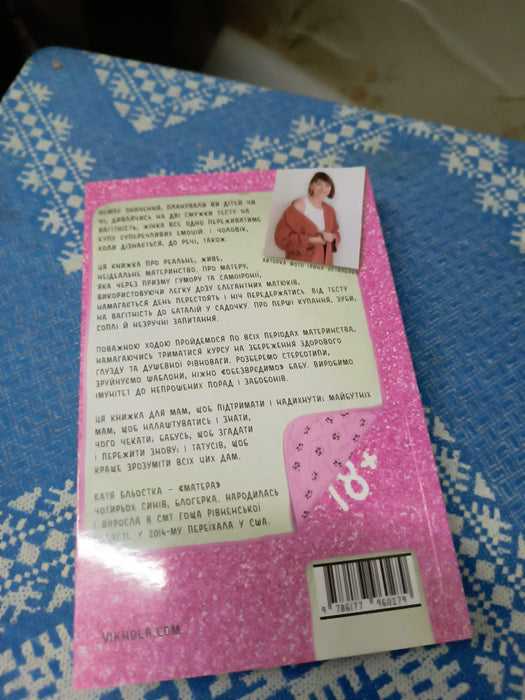 НЕМАЄ ЗНАЧЕННЯ, ПЛАНУВАЛИ ВИ ДІТЕЙ ЧИ
НІ, ДИВЛЯЧИСЬ НА ДВІ СМУЖКИ ТЕСТУ НА
ВАГІТНІСТЬ, ЖІНКА ВСЕ ОДНО ПЕРЕЖИВАТИМЕ
КУПУ СУПЕРЕЧЛИВИХ ЕМОЦІЙ. І ЧОЛОВІК,
КОЛИ ДІЗНАЄТЬСЯ, ДО РЕЧІ, ТАКОЖ.
АВТОРКА ФОТО ІРИНА
ЦЯ КНИЖКА ПРО РЕАЛЬНЕ, ЖИВЕ,
НЕІДЕАЛЬНЕ МАТЕРИНСТВО. ПРО МАТЕРУ,
ЯКА ЧЕРЕЗ ПРИЗМУ ГУМОРУ ТА САМОІРОНІЇ,
ВИКОРИСТОВУЮЧИ ЛЕГКУ ДОЗУ ЕЛЕГАНТНИХ МАТЮКІВ,
НАМАГАЄТЬСЯ ДЕНЬ ПЕРЕСТОЯТЬ І НІЧ ПЕРЕДЕРЖАТИСЬ. ВІД ТЕСТУ
НА ВАГІТНІСТЬ ДО БАТАЛІЙ У САДОЧКУ. ПРО ПЕРШІ КУПАННЯ, ЗУБИ,
СОПЛІ Й НЕЗРУЧНІ ЗАПИТАННЯ.
ПОВАЖНОЮ ХОДОЮ ПРОЙДЕМОСЯ ПО ВСІХ ПЕРІОДАХ МАТЕРИНСТВА,
НАМАГАЮЧИСЬ ТРИМАТИСЯ КУРСУ НА ЗБЕРЕЖЕННЯ ЗДОРОВОГО
ГЛУЗДУ ТА ДУШЕВНОЇ РІВНОВАГИ. РОЗБЕРЕМО СТЕРЕОТИПИ,
ЗРУЙНУЄМО ШАБЛОНИ, НІЖНО «ОБЕЗВРЄДИМО» БАБУ. ВИРОБИМО
ІМУНІТЕТ ДО НЕПРОШЕНИХ ПОРАД І ЗАБОБОНІВ.
ЦЯ КНИЖКА ДЛЯ МАМ, ЩОБ ПІДТРИМАТИ І НАДИХНУТИ; МАЙБУТНІХ
МАМ, ЩОБ НАЛАШТУВАТИСЬ І ЗНАТИ,
ЧОГО ЧЕКАТИ; БАБУСЬ, ЩОБ ЗГАДАТИ
І ПЕРЕЖИТИ ЗНОВУ; І ТАТУСІВ, ЩОБ
КРАЩЕ ЗРОЗУМІТИ ВСІХ ЦИХ ДАМ.
18+
КАТЯ БЛЬОСТКА – «МАТЕРА»
ЧОТИРЬОХ СИНІВ, БЛОГЕРКА. НАРОДИЛАСЬ
І ВИРОСЛА В СМТ ГОЩА РІВНЕНСЬКОЇ
ОБЛАСТІ. У 2014-МУ ПЕРЕЇХАЛА У США.
VIKHOLA.COM
9 786177 960279